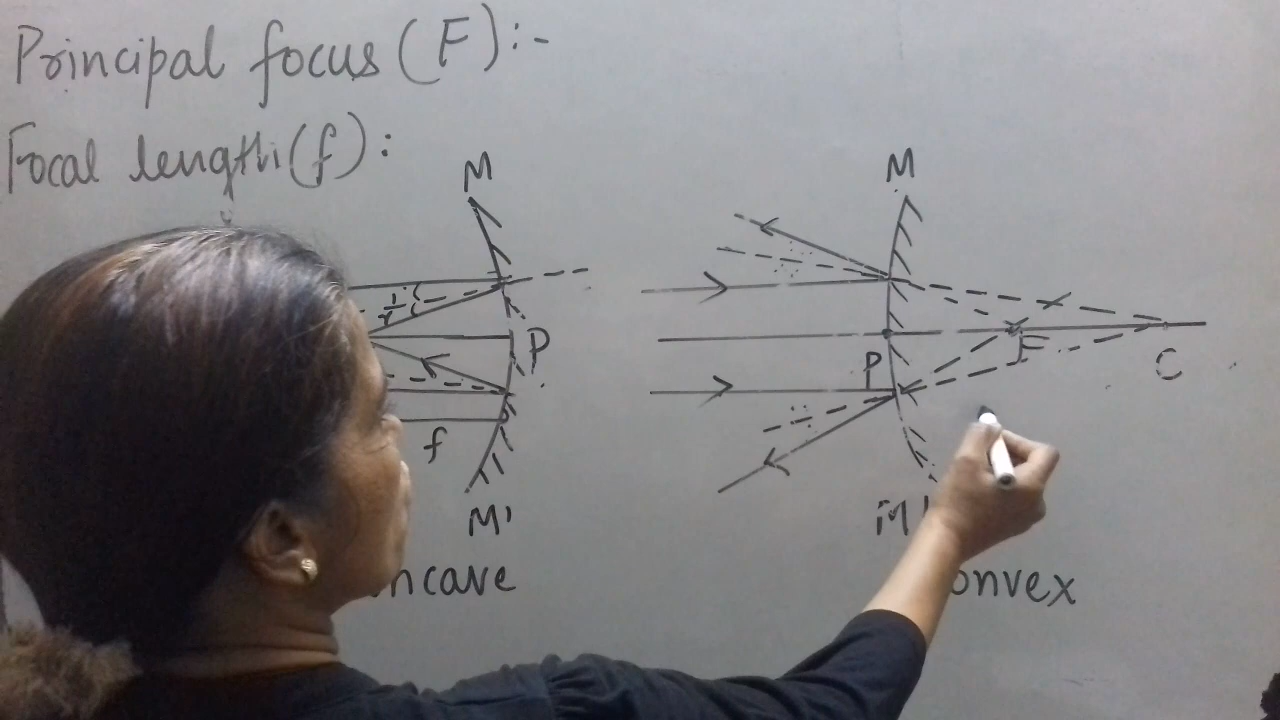 Principal focus (F):-
Focal length (f):
M
M
P
P
F
C
f
M'
M'
ncave
onvex